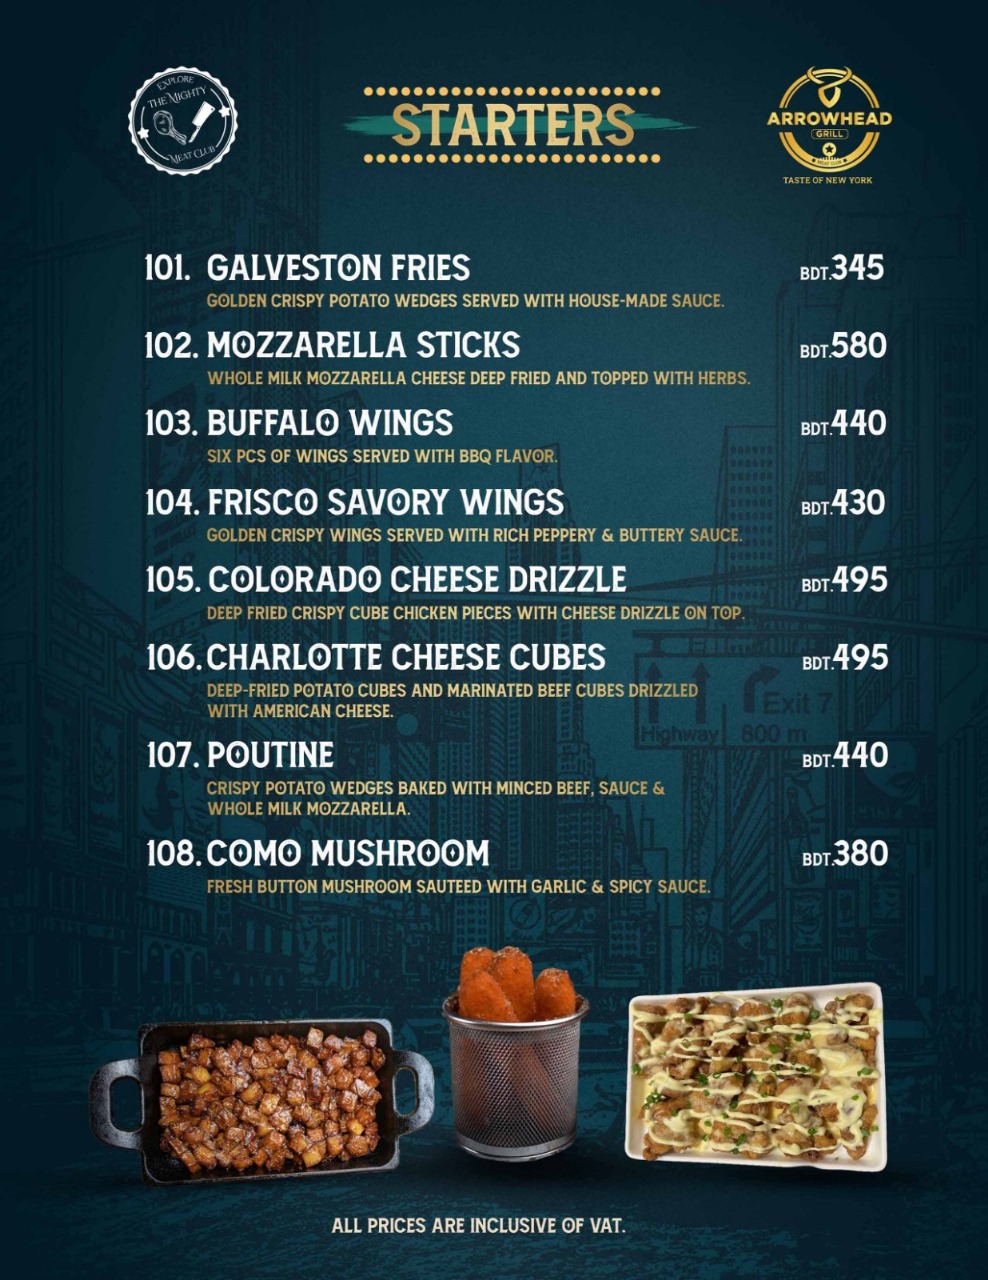 EXPLORE
THE MIGHTY
MEAT CLUB
STARTERS
ARROWHEAD
GRILL
MEAT CLUB
TASTE OF NEW YORK
101. GALVESTON FRIES BDT.345
GOLDEN CRISPY POTATO WEDGES SERVED WITH HOUSE-MADE SAUCE.
102. MOZZARELLA STICKS BDT.580
WHOLE MILK MOZZARELLA CHEESE DEEP FRIED AND TOPPED WITH HERBS.
103. BUFFALO WINGS BDT.440
SIX PCS OF WINGS SERVED WITH BBQ FLAVOR.
104. FRISCO SAVORY WINGS BDT.430
GOLDEN CRISPY WINGS SERVED WITH RICH PEPPERY & BUTTERY SAUCE.
105. COLORADO CHEESE DRIZZLE BDT.495
DEEP FRIED CRISPY CUBE CHICKEN PIECES WITH CHEESE DRIZZLE ON TOP.
106. CHARLOTTE CHEESE CUBES BDT.495
DEEP-FRIED POTATO CUBES AND MARINATED BEEF CUBES DRIZZLED
WITH AMERICAN CHEESE.
Exit 7
Highway 800 m
107. POUTINE BDT.440
CRISPY POTATO WEDGES BAKED WITH MINCED BEEF, SAUCE &
WHOLE MILK MOZZARELLA.
108. COMO MUSHROOM BDT.380
FRESH BUTTON MUSHROOM SAUTEED WITH GARLIC & SPICY SAUCE.
ALL PRICES ARE INCLUSIVE OF VAT.